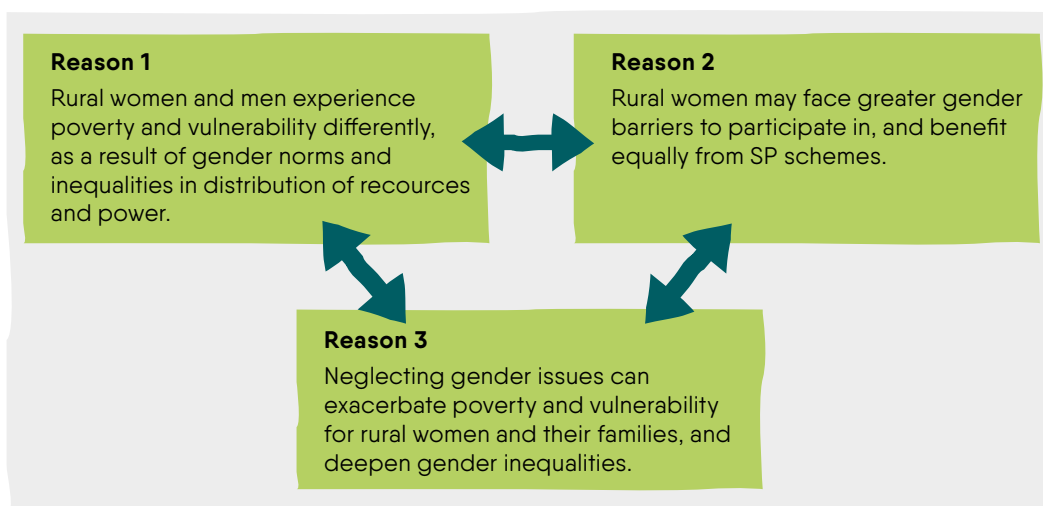 Reason 1
Rural women and men experience
poverty and vulnerability differently,
as a result of gender norms and
inequalities in distribution of recources
and power.
Reason 2
Rural women may face greater gender
barriers to participate in, and benefit
equally from SP schemes.
Reason 3
Neglecting gender issues can
exacerbate poverty and vulnerability
for rural women and their families, and
deepen gender inequalities.